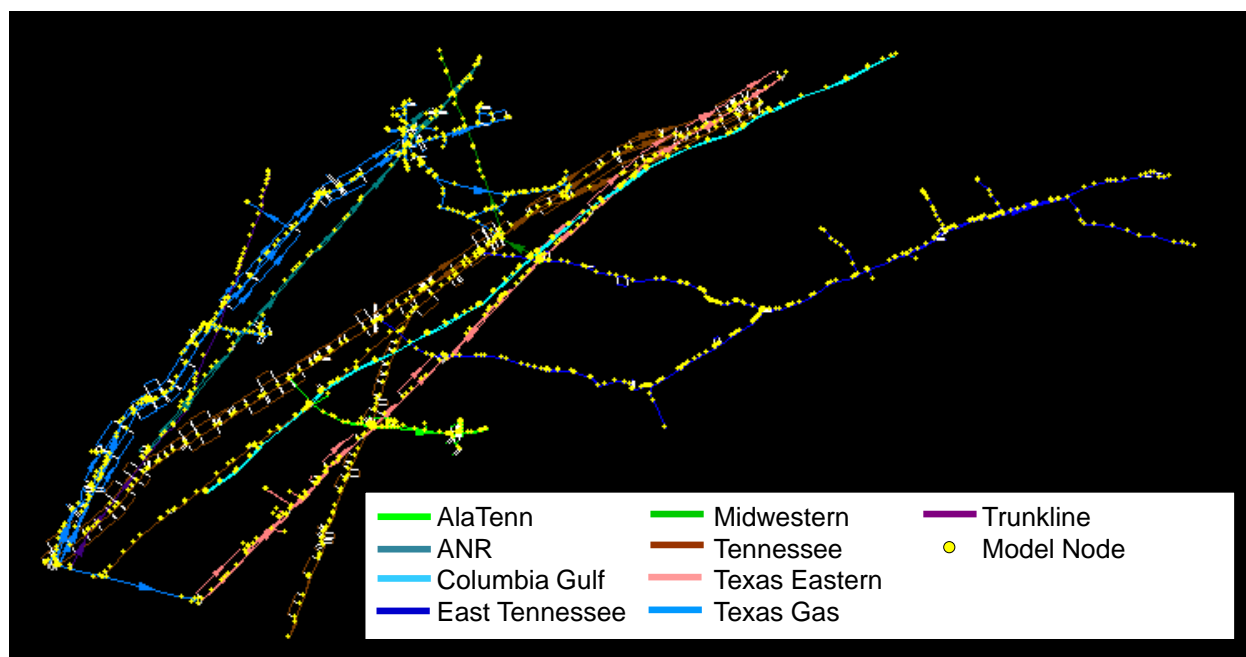 AlaTenn
ANR
Columbia Gulf
East Tennessee
Midwestern
Tennessee
Texas Eastern
Texas Gas
Trunkline
Model Node